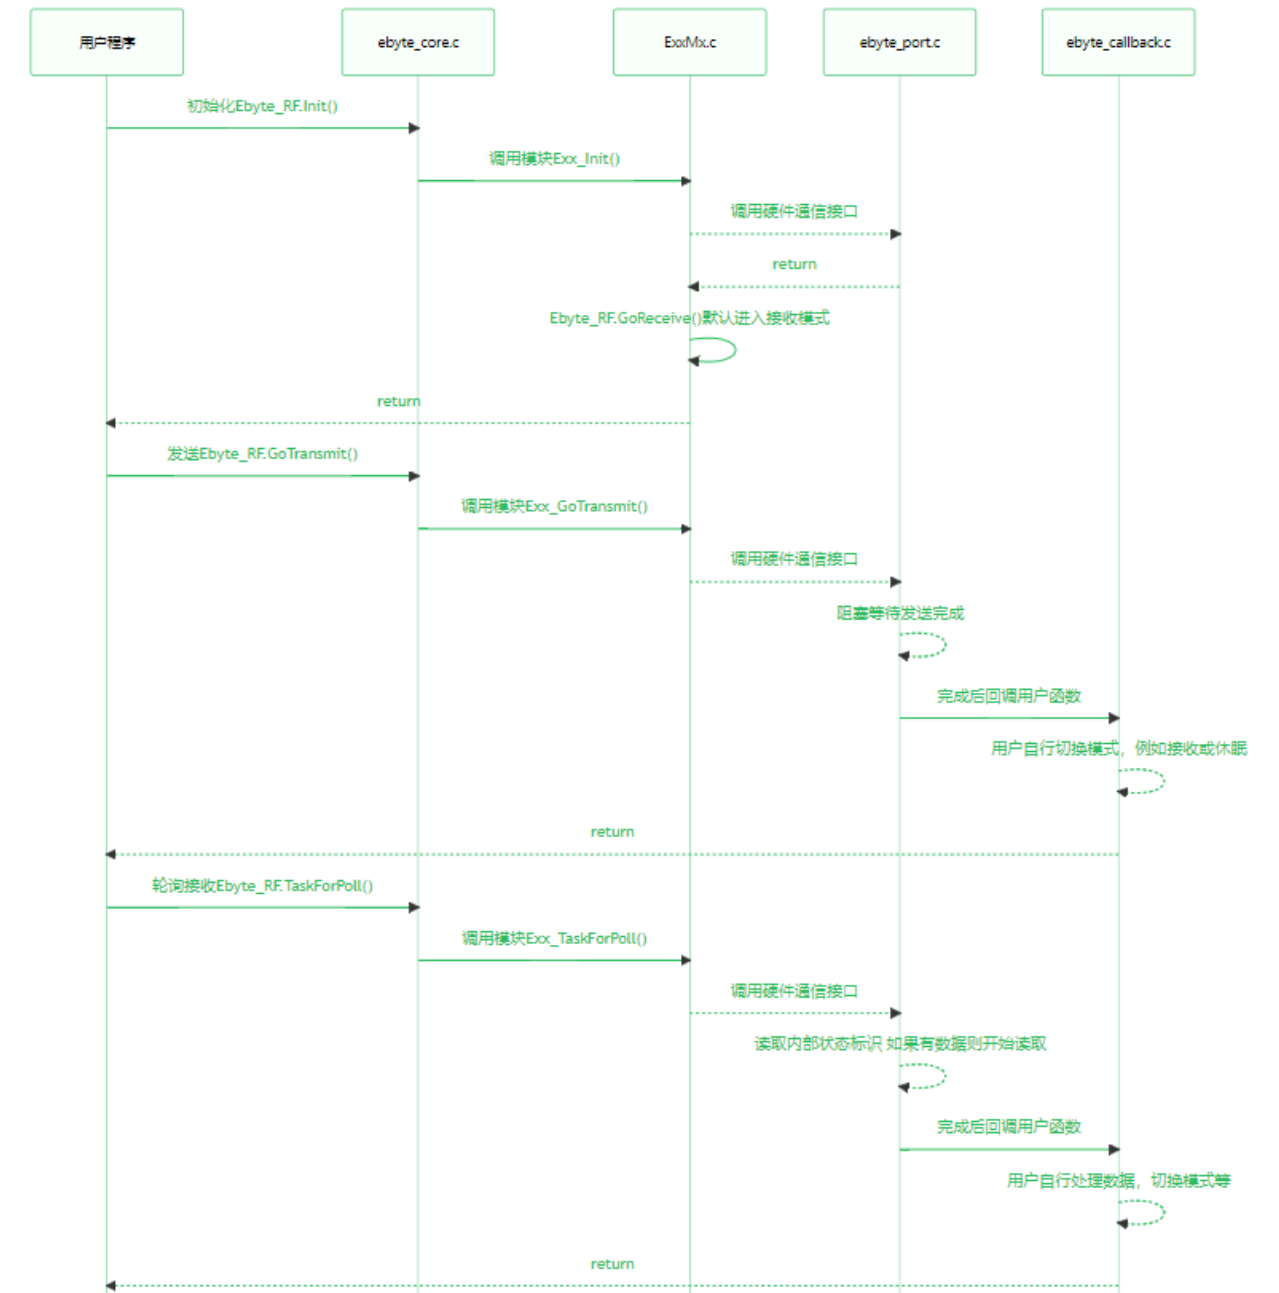 用户程序
ebyte_core.c
ExxMx.c
ebyte_port.c
ebyte_callback.c
初始化Ebyte_RF.Init()
调用模块Exx_Init()
调用硬件通信接口
return
Ebyte_RF.GoReceive()默认进入接收模式
return
发送Ebyte_RF.GoTransmit()
调用模块Exx_GoTransmit()
调用硬件通信接口
阻塞等待发送完成
完成后回调用户函数
用户自行切换模式，例如接收或休眠
return
轮询接收Ebyte_RF.TaskForPoll()
调用模块Exx_TaskForPoll()
调用硬件通信接口
读取内部状态标识 如果有数据则开始读取
完成后回调用户函数
用户自行处理数据，切换模式等
return